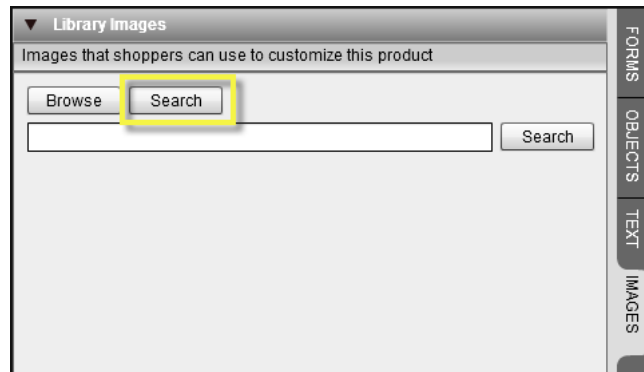 Library Images
Images that shoppers can use to customize this product
Browse
Search
Search
FORMS
OBJECTS
TEXT
IMAGES